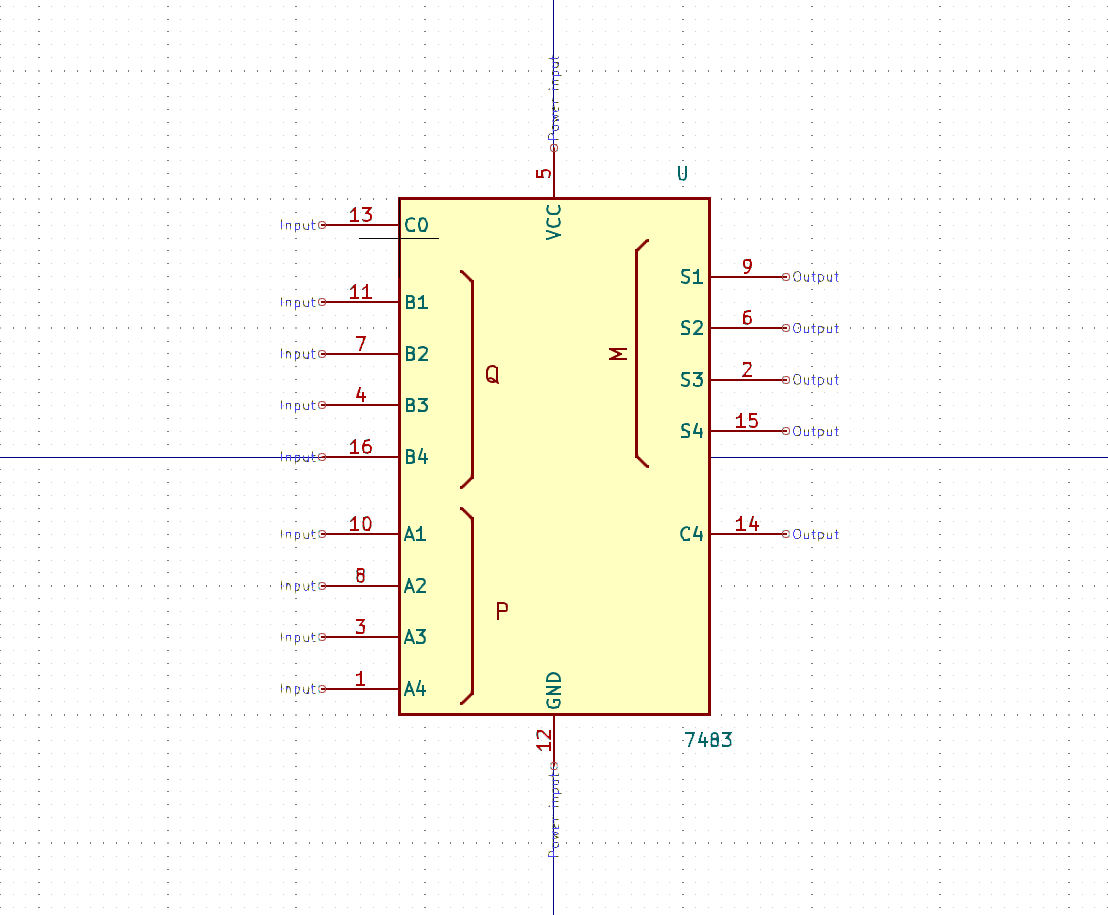 Power input
5
U
VCC
Input 13 C0
Input 11 B1
Input 7 B2
Input 4 B3
Input 16 B4
Q
Input 10 A1
Input 8 A2
Input 3 A3
Input 1 A4
P
M
S1 9 Output
S2 6 Output
S3 2 Output
S4 15 Output
C4 14 Output
GND
12
7483
Power input